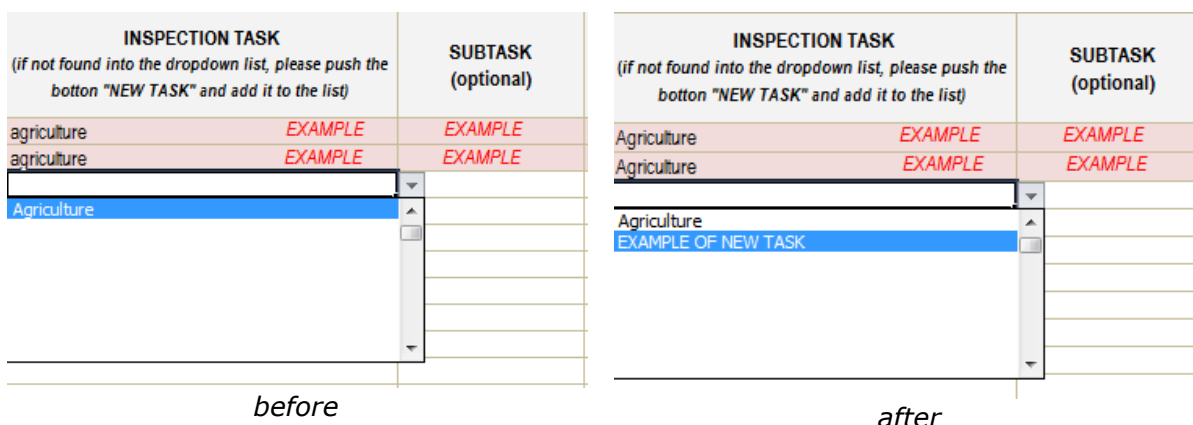 INSPECTION TASK
(if not found into the dropdown list, please push the
botton "NEW TASK" and add it to the list)
SUBTASK
(optional)
agriculture EXAMPLE EXAMPLE
agriculture EXAMPLE EXAMPLE
Agriculture
before
INSPECTION TASK
(if not found into the dropdown list, please push the
botton "NEW TASK" and add it to the list)
SUBTASK
(optional)
Agriculture EXAMPLE EXAMPLE
Agriculture EXAMPLE EXAMPLE
Agriculture
EXAMPLE OF NEW TASK
after